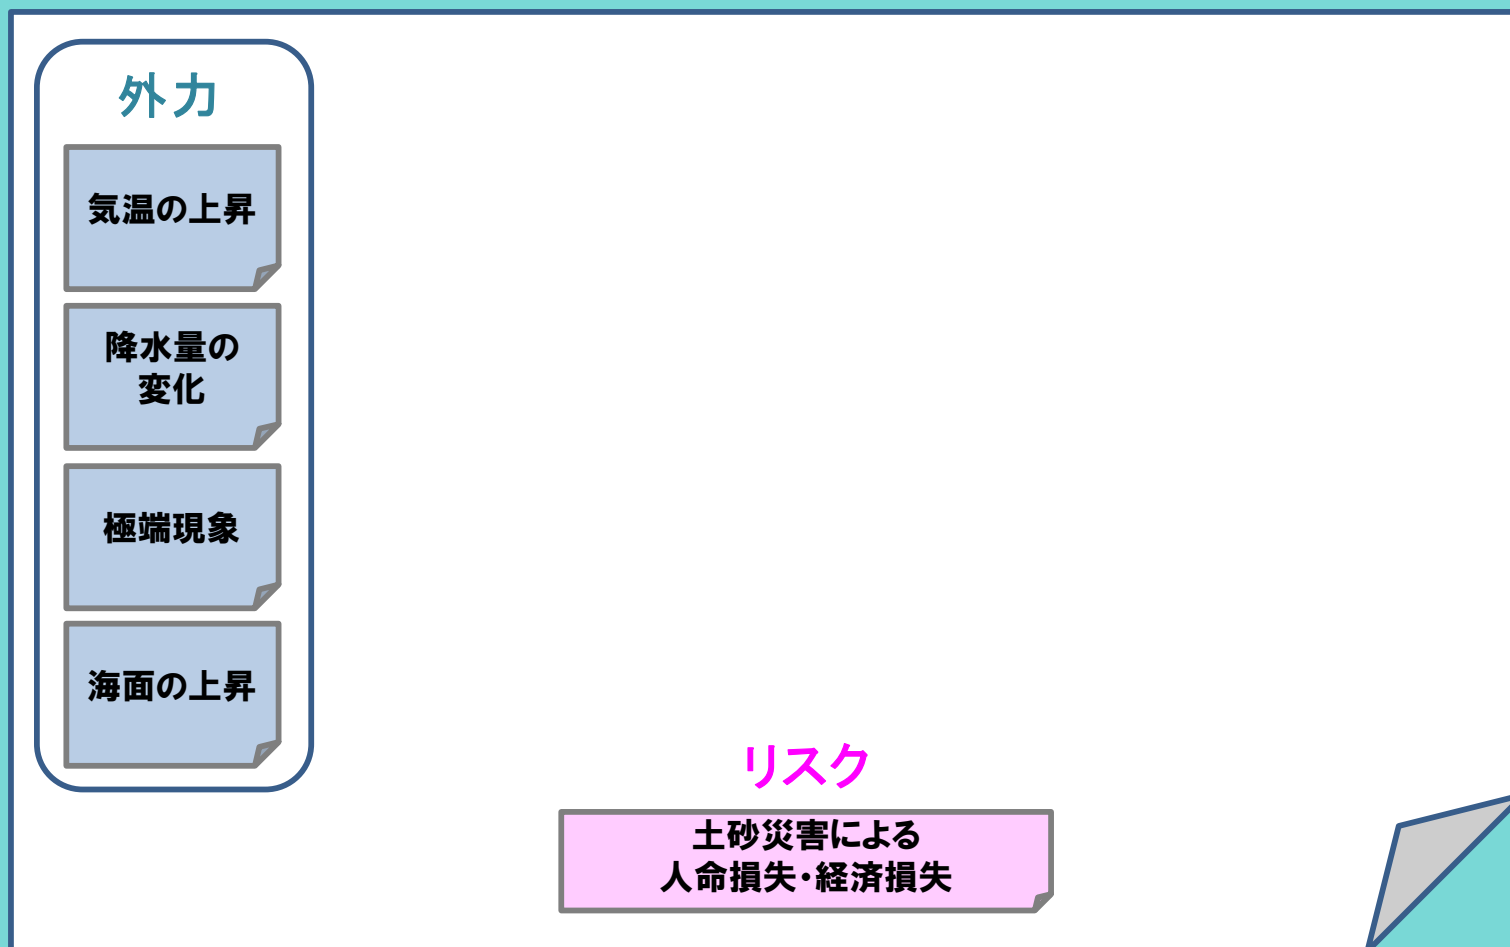 外力
気温の上昇
降水量の
変化
極端現象
海面の上昇
リスク
土砂災害による
人命損失・経済損失